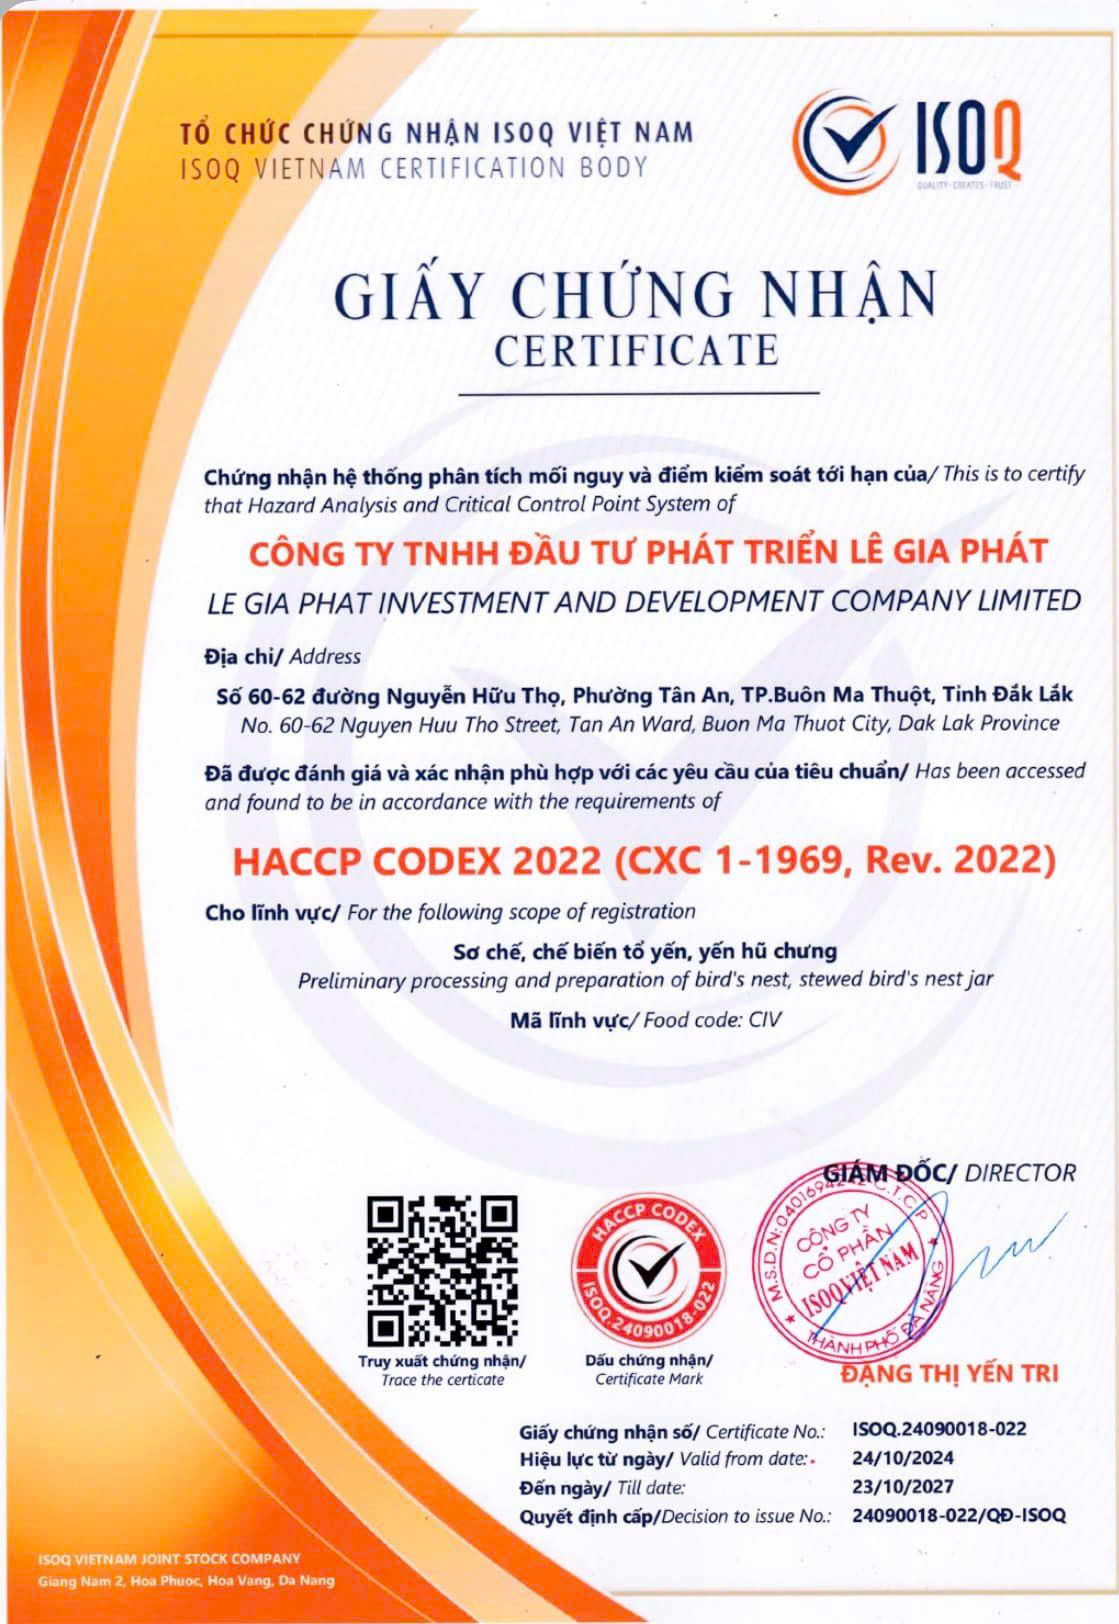 TỔ CHỨC CHỨNG NHẬN ISOQ VIỆT NAM
ISOQ VIETNAM CERTIFICATION BODY
ISOQ
QUALITY-CREATES-TRUST
GIẤY CHỨNG NHẬN
CERTIFICATE
Chứng nhận hệ thống phân tích mối nguy và điểm kiểm soát tới hạn của/ This is to certify
that Hazard Analysis and Critical Control Point System of
CÔNG TY TNHH ĐẦU TƯ PHÁT TRIỂN LÊ GIA PHÁT
LE GIA PHAT INVESTMENT AND DEVELOPMENT COMPANY LIMITED
Địa chỉ/ Address
Số 60-62 đường Nguyễn Hữu Thọ, Phường Tân An, TP.Buôn Ma Thuột, Tỉnh Đắk Lắk
No. 60-62 Nguyen Huu Tho Street, Tan An Ward, Buon Ma Thuot City, Dak Lak Province
Đã được đánh giá và xác nhận phù hợp với các yêu cầu của tiêu chuẩn/ Has been accessed
and found to be in accordance with the requirements of
HACCP CODEX 2022 (CXC 1-1969, Rev. 2022)
Cho lĩnh vực/ For the following scope of registration
Sơ chế, chế biến tổ yến, yến hũ chưng
Preliminary processing and preparation of bird's nest, stewed bird's nest jar
Mã lĩnh vực/ Food code: CIV
GIÁM ĐỐC/ DIRECTOR
HACCP CODEX
ISOQ.24090018-022
C.T.C.P
CÔNG TY
CỔ PHẦN
ISOQ VIỆT NAM
THÀNH PHỐ ĐÀ NẴNG
Truy xuất chứng nhận/
Trace the certicate
Dấu chứng nhận/
Certificate Mark
ĐẶNG THỊ YẾN TRI
Giấy chứng nhận số/ Certificate No.: ISOQ.24090018-022
Hiệu lực từ ngày/ Valid from date: 24/10/2024
Đến ngày/ Till date: 23/10/2027
Quyết định cấp/Decision to issue No.: 24090018-022/QĐ-ISOQ
ISOQ VIETNAM JOINT STOCK COMPANY
Giang Nam 2, Hoa Phuoc, Hoa Vang, Da Nang